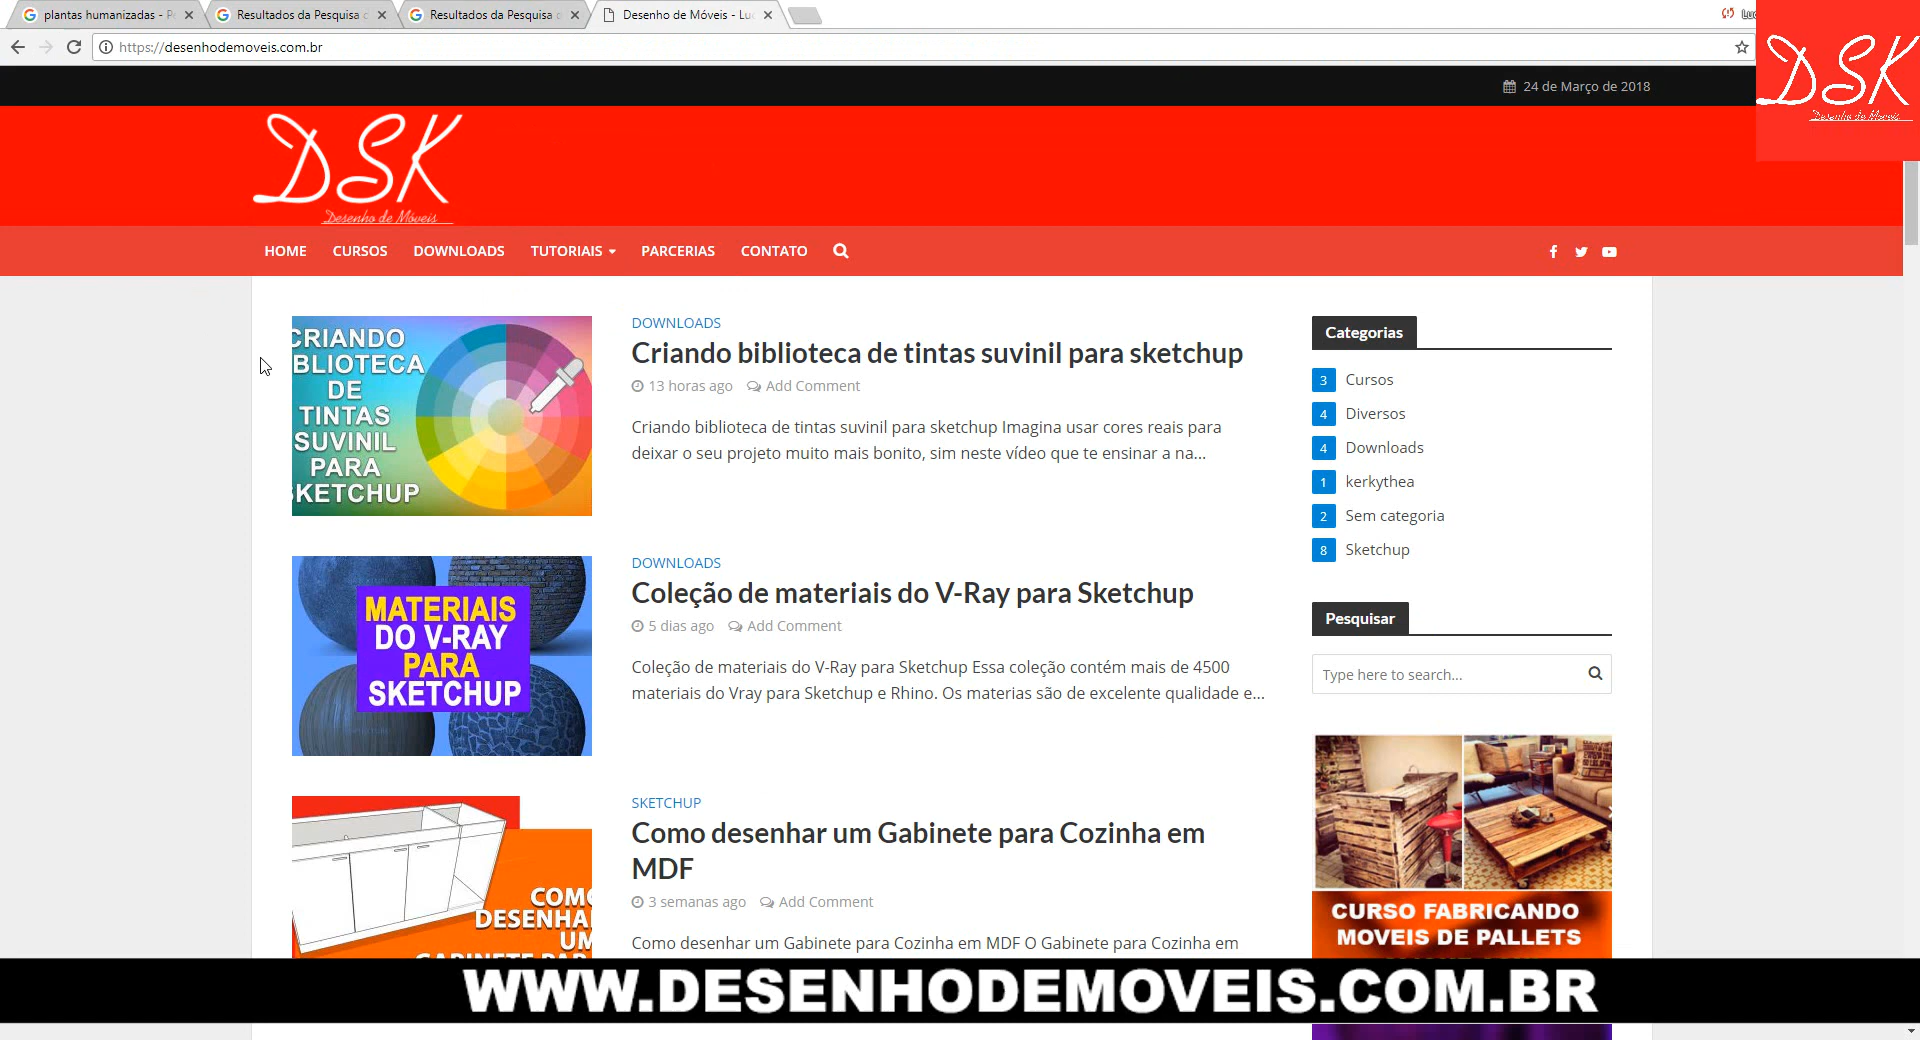 plantas humanizadas - P
Resultados da Pesquisa
Resultados da Pesquisa
Desenho de Móveis - Lu
https://desenhodemoveis.com.br
24 de Março de 2018
DSK
Desenho de Móveis
DSK
Desenho de Móveis
HOME
CURSOS
DOWNLOADS
TUTORIAIS
PARCERIAS
CONTATO
CRIANDO
BLIOTECA
DE
TINTAS
SUVINIL
PARA
SKETCHUP
DOWNLOADS
Criando biblioteca de tintas suvinil para sketchup
13 horas ago Add Comment
Criando biblioteca de tintas suvinil para sketchup Imagina usar cores reais para
deixar o seu projeto muito mais bonito, sim neste vídeo que te ensinar a na...
MATERIAIS
DO V-RAY
PARA
SKETCHUP
DOWNLOADS
Coleção de materiais do V-Ray para Sketchup
5 dias ago Add Comment
Coleção de materiais do V-Ray para Sketchup Essa coleção contém mais de 4500
materiais do Vray para Sketchup e Rhino. Os materias são de excelente qualidade e...
COMO
DESENHA
UM
SKETCHUP
Como desenhar um Gabinete para Cozinha em
MDF
3 semanas ago Add Comment
Como desenhar um Gabinete para Cozinha em MDF O Gabinete para Cozinha em
Categorias
3 Cursos
4 Diversos
4 Downloads
1 kerkythea
2 Sem categoria
8 Sketchup
Pesquisar
Type here to search...
CURSO FABRICANDO
MOVEIS DE PALLETS
WWW.DESENHODEMOVEIS.COM.BR